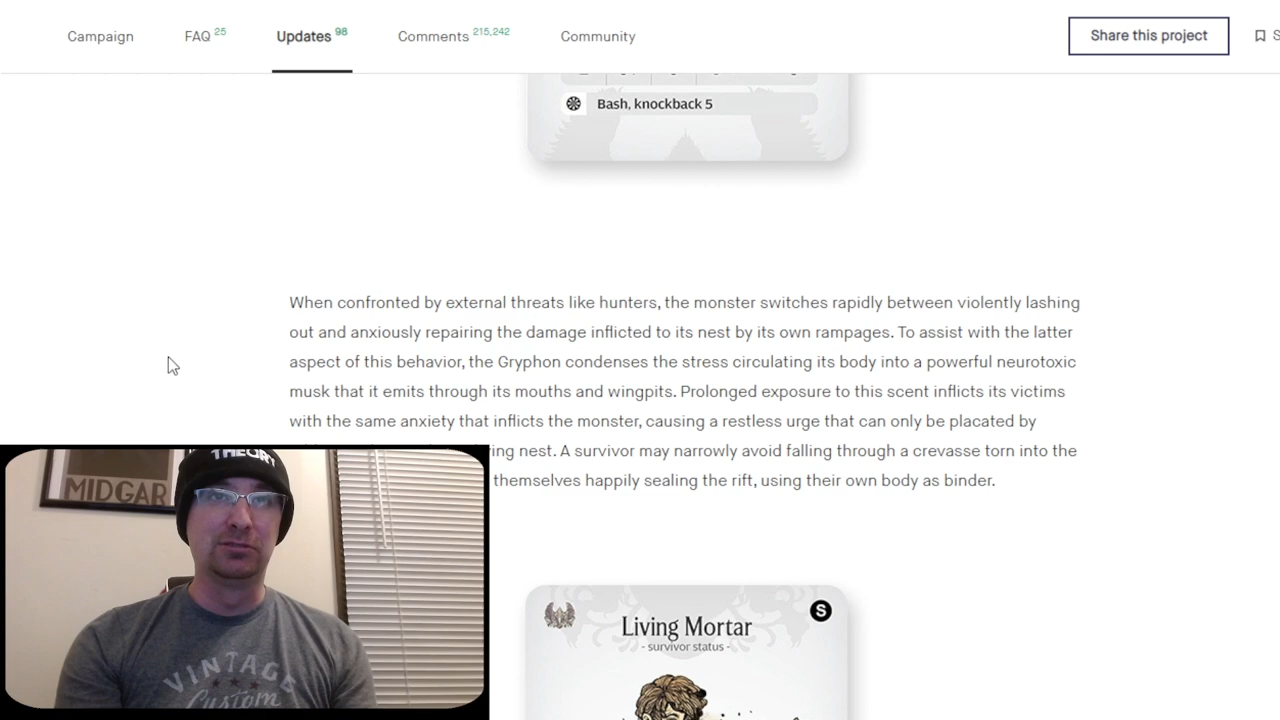 Campaign FAQ 25 Updates 98 Comments 215,242 Community Share this project S
Bash, knockback 5
When confronted by external threats like hunters, the monster switches rapidly between violently lashing
out and anxiously repairing the damage inflicted to its nest by its own rampages. To assist with the latter
aspect of this behavior, the Gryphon condenses the stress circulating its body into a powerful neurotoxic
musk that it emits through its mouths and wingpits. Prolonged exposure to this scent inflicts its victims
with the same anxiety that inflicts the monster, causing a restless urge that can only be placated by
ing nest. A survivor may narrowly avoid falling through a crevasse torn into the
themselves happily sealing the rift, using their own body as binder.
THEORY
MIDGAR
VINTAGE
Custom
Living Mortar
S
- survivor status -